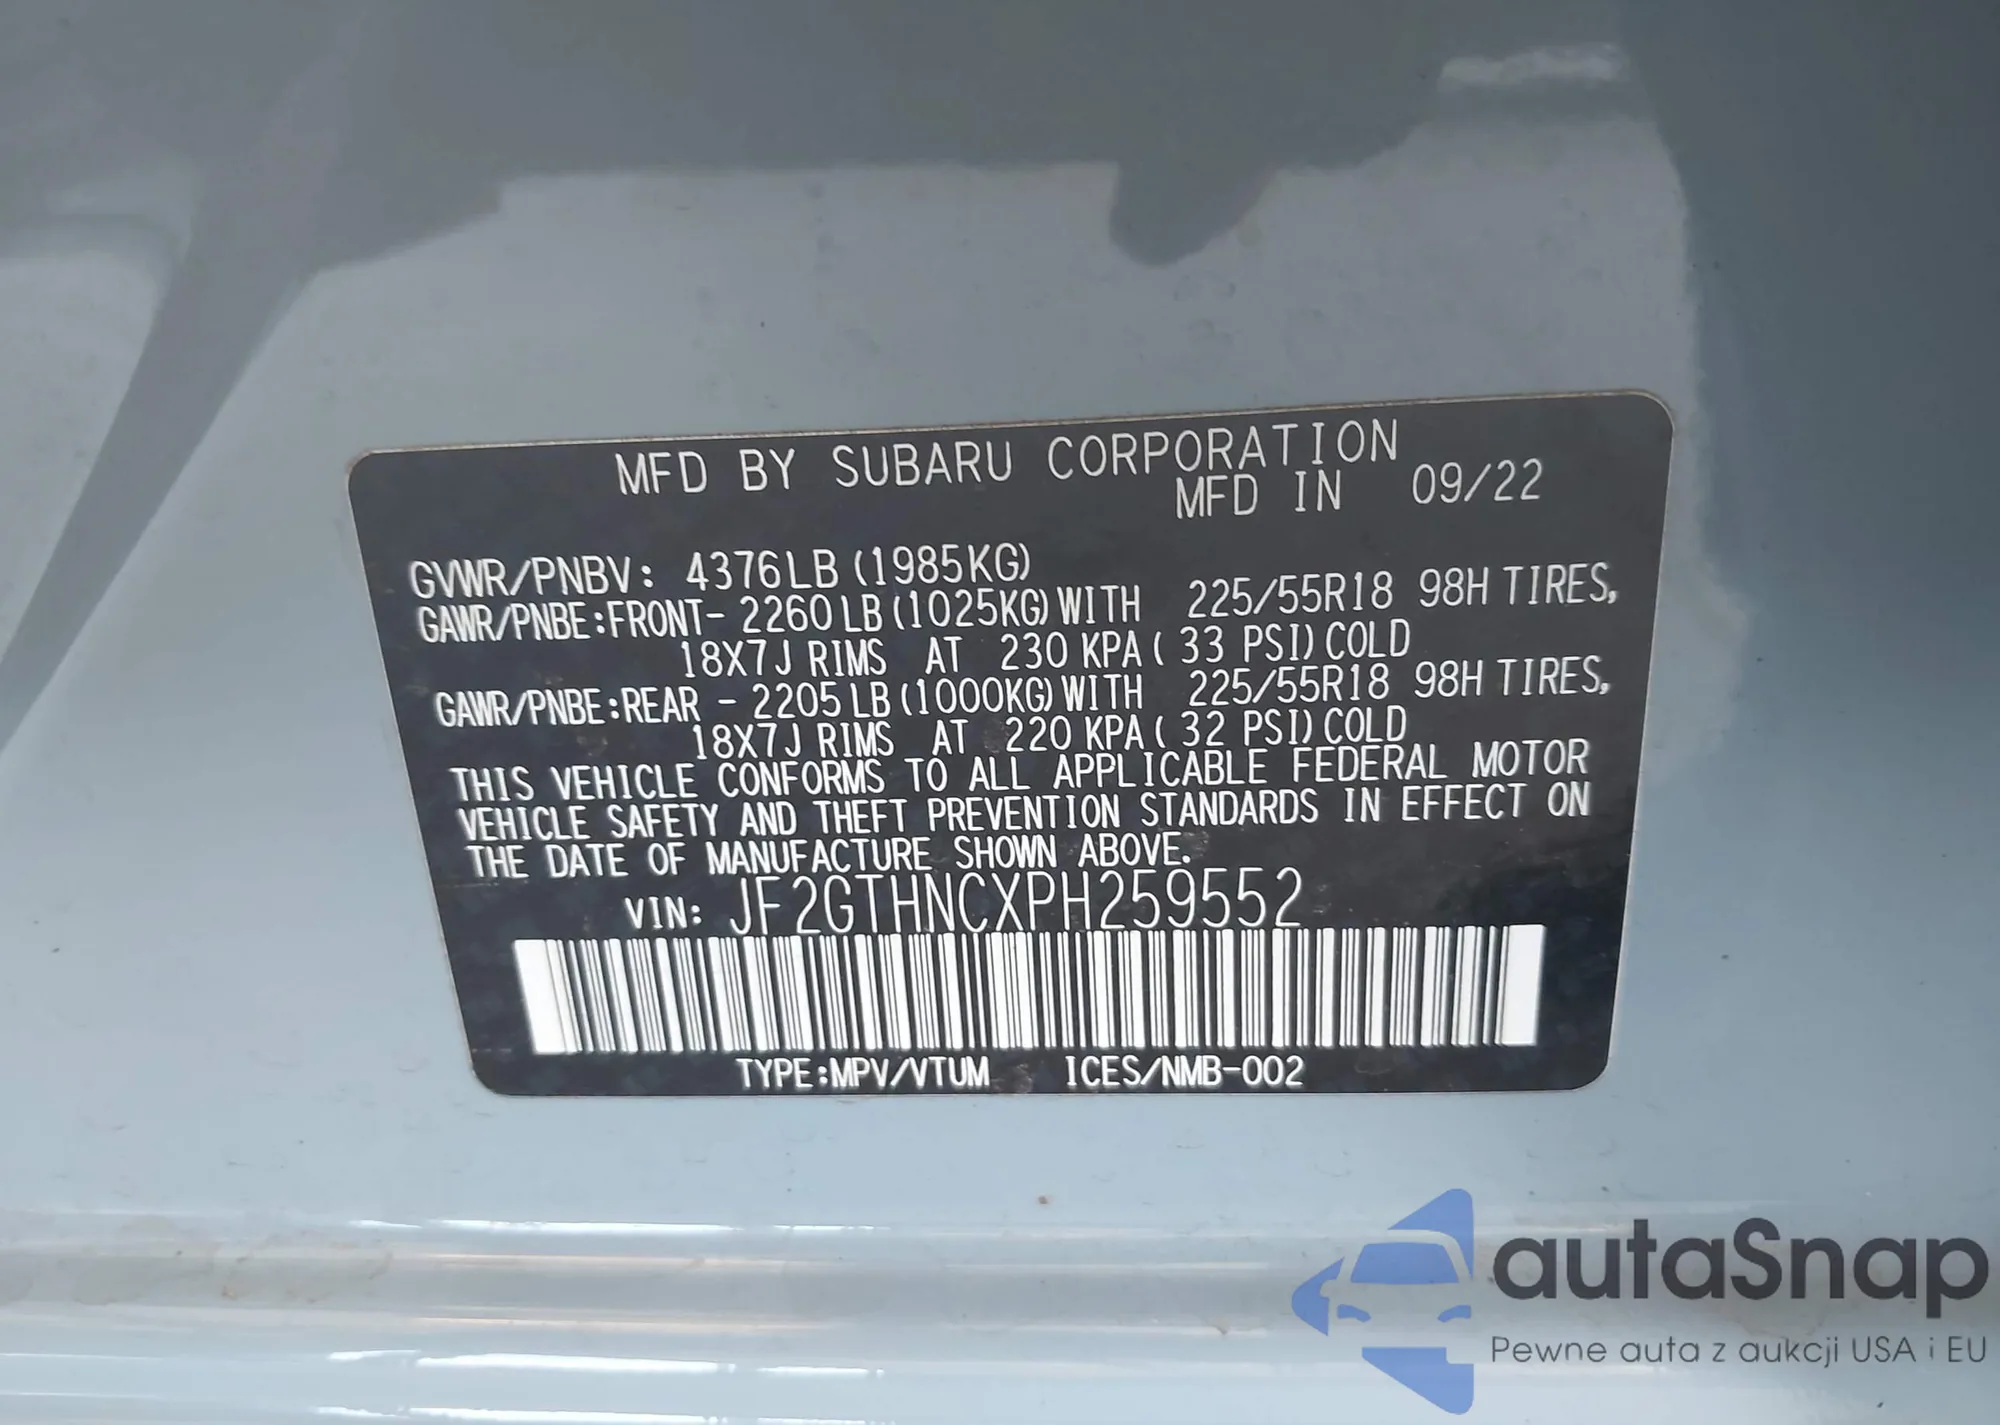 MFD BY SUBARU CORPORATION
MFD IN 09/22
GVWR/PNBV: 4376LB (1985KG)
GAWR/PNBE:FRONT- 2260LB (1025KG) WITH 225/55R18 98H TIRES,
18X7J RIMS AT 230 KPA ( 33 PSI) COLD
GAWR/PNBE:REAR - 2205LB (1000KG) WITH 225/55R18 98H TIRES,
18X7J RIMS AT 220 KPA ( 32 PSI) COLD
THIS VEHICLE CONFORMS TO ALL APPLICABLE FEDERAL MOTOR
VEHICLE SAFETY AND THEFT PREVENTION STANDARDS IN EFFECT ON
THE DATE OF MANUFACTURE SHOWN ABOVE.
VIN: JF2GTHNCXPH259552
TYPE:MPV/VTUM ICES/NMB-002
autaSnap
Pewne auta z aukcji USA i EU